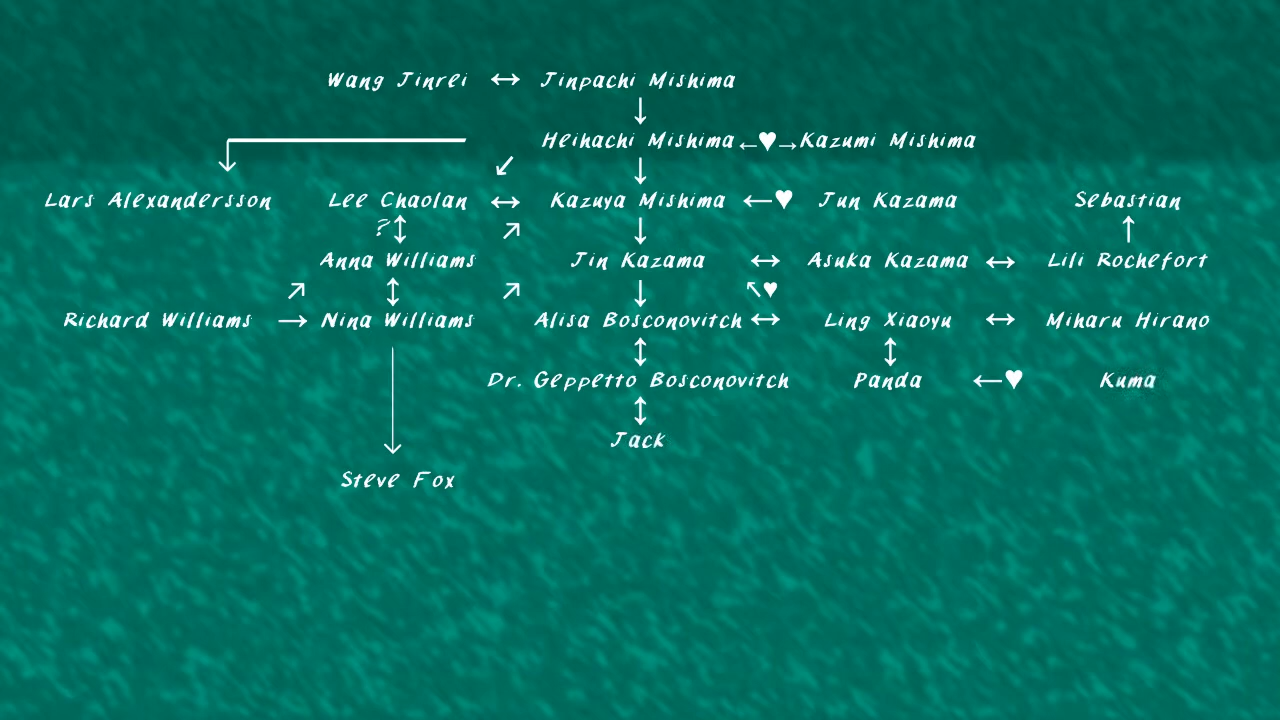 Wang Jinrei ↔ Jinpachi Mishima
Heihachi Mishima ←♥→ Kazumi Mishima
Lars Alexandersson Lee Chaolan ↔ Kazuya Mishima ←♥ Jun Kazama Sebastian
?
Anna Williams Jin Kazama ↔ Asuka Kazama ↔ Lili Rochefort
Richard Williams → Nina Williams Alisa Bosconovitch ↔ Ling Xiaoyu ↔ Miharu Hirano
Dr. Geppetto Bosconovitch Panda ←♥ Kuma
Jack
Steve Fox